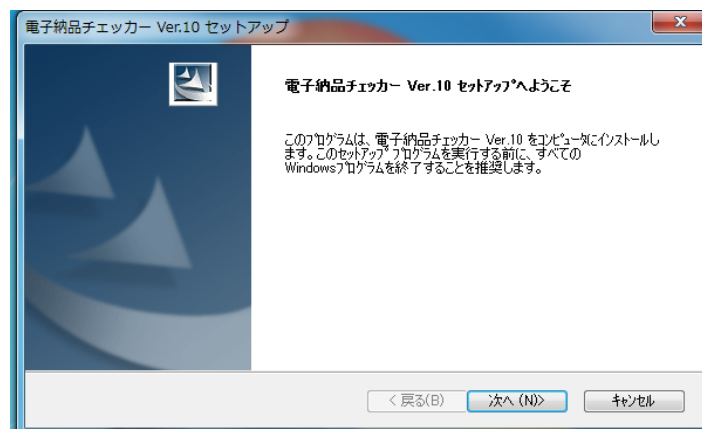 電子納品チェッカー Ver.10 セットアップ
電子納品チェッカー Ver.10 ｾｯﾄｱｯﾌﾟへようこそ
このﾌﾟﾛｸﾞﾗﾑは、電子納品チェッカー Ver.10 をｺﾝﾋﾟｭｰﾀにインストールし
ます。このｾｯﾄｱｯﾌﾟ ﾌﾟﾛｸﾞﾗﾑを実行する前に、すべての
Windowsﾌﾟﾛｸﾞﾗﾑを終了することを推奨します。
< 戻る(B)
次へ (N)>
ｷｬﾝｾﾙ